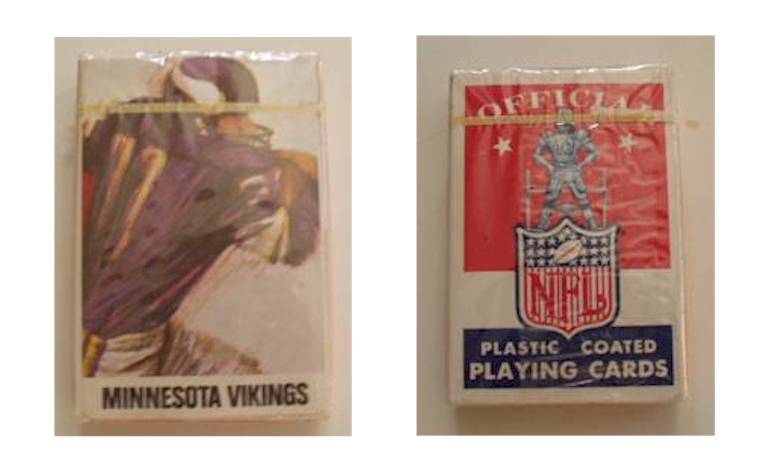 MINNESOTA VIKINGS
OFFICIAL
NFL
PLASTIC COATED
PLAYING CARDS